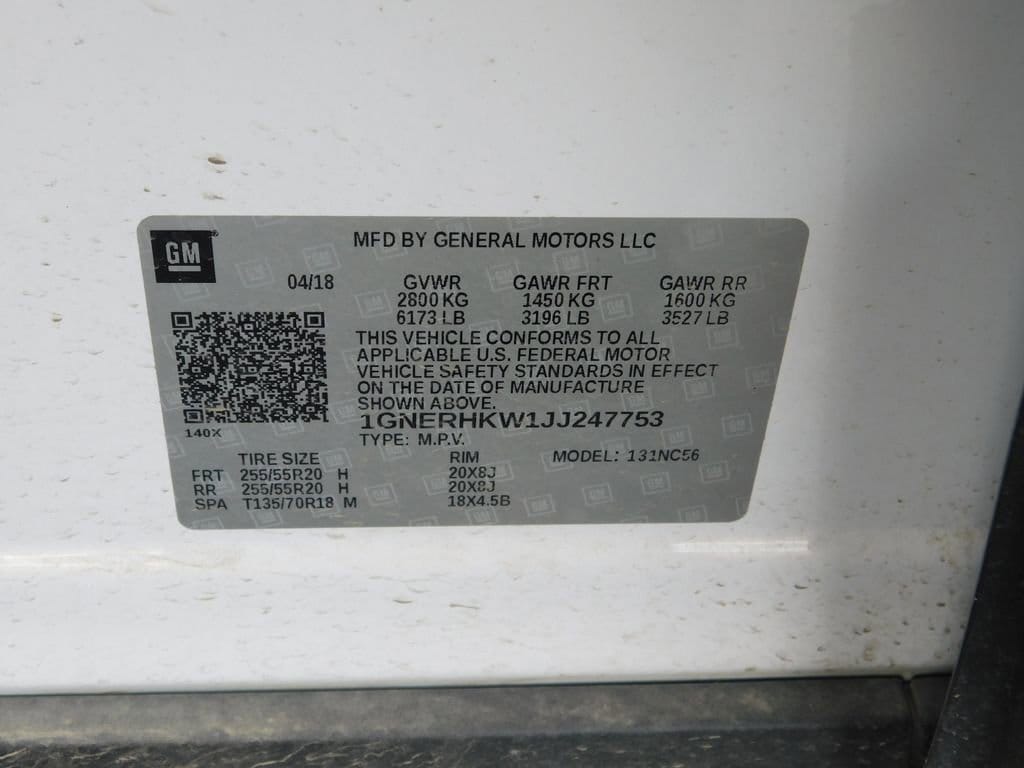 GM
MFD BY GENERAL MOTORS LLC
04/18 GVWR GAWR FRT GAWR RR
2800 KG 1450 KG 1600 KG
6173 LB 3196 LB 3527 LB
THIS VEHICLE CONFORMS TO ALL
APPLICABLE U.S. FEDERAL MOTOR
VEHICLE SAFETY STANDARDS IN EFFECT
ON THE DATE OF MANUFACTURE
SHOWN ABOVE.
140X
1GNERHKW1JJ247753
TYPE: M.P.V.
TIRE SIZE RIM MODEL: 131NC56
FRT 255/55R20 H 20X8J
RR 255/55R20 H 20X8J
SPA T135/70R18 M 18X4.5B